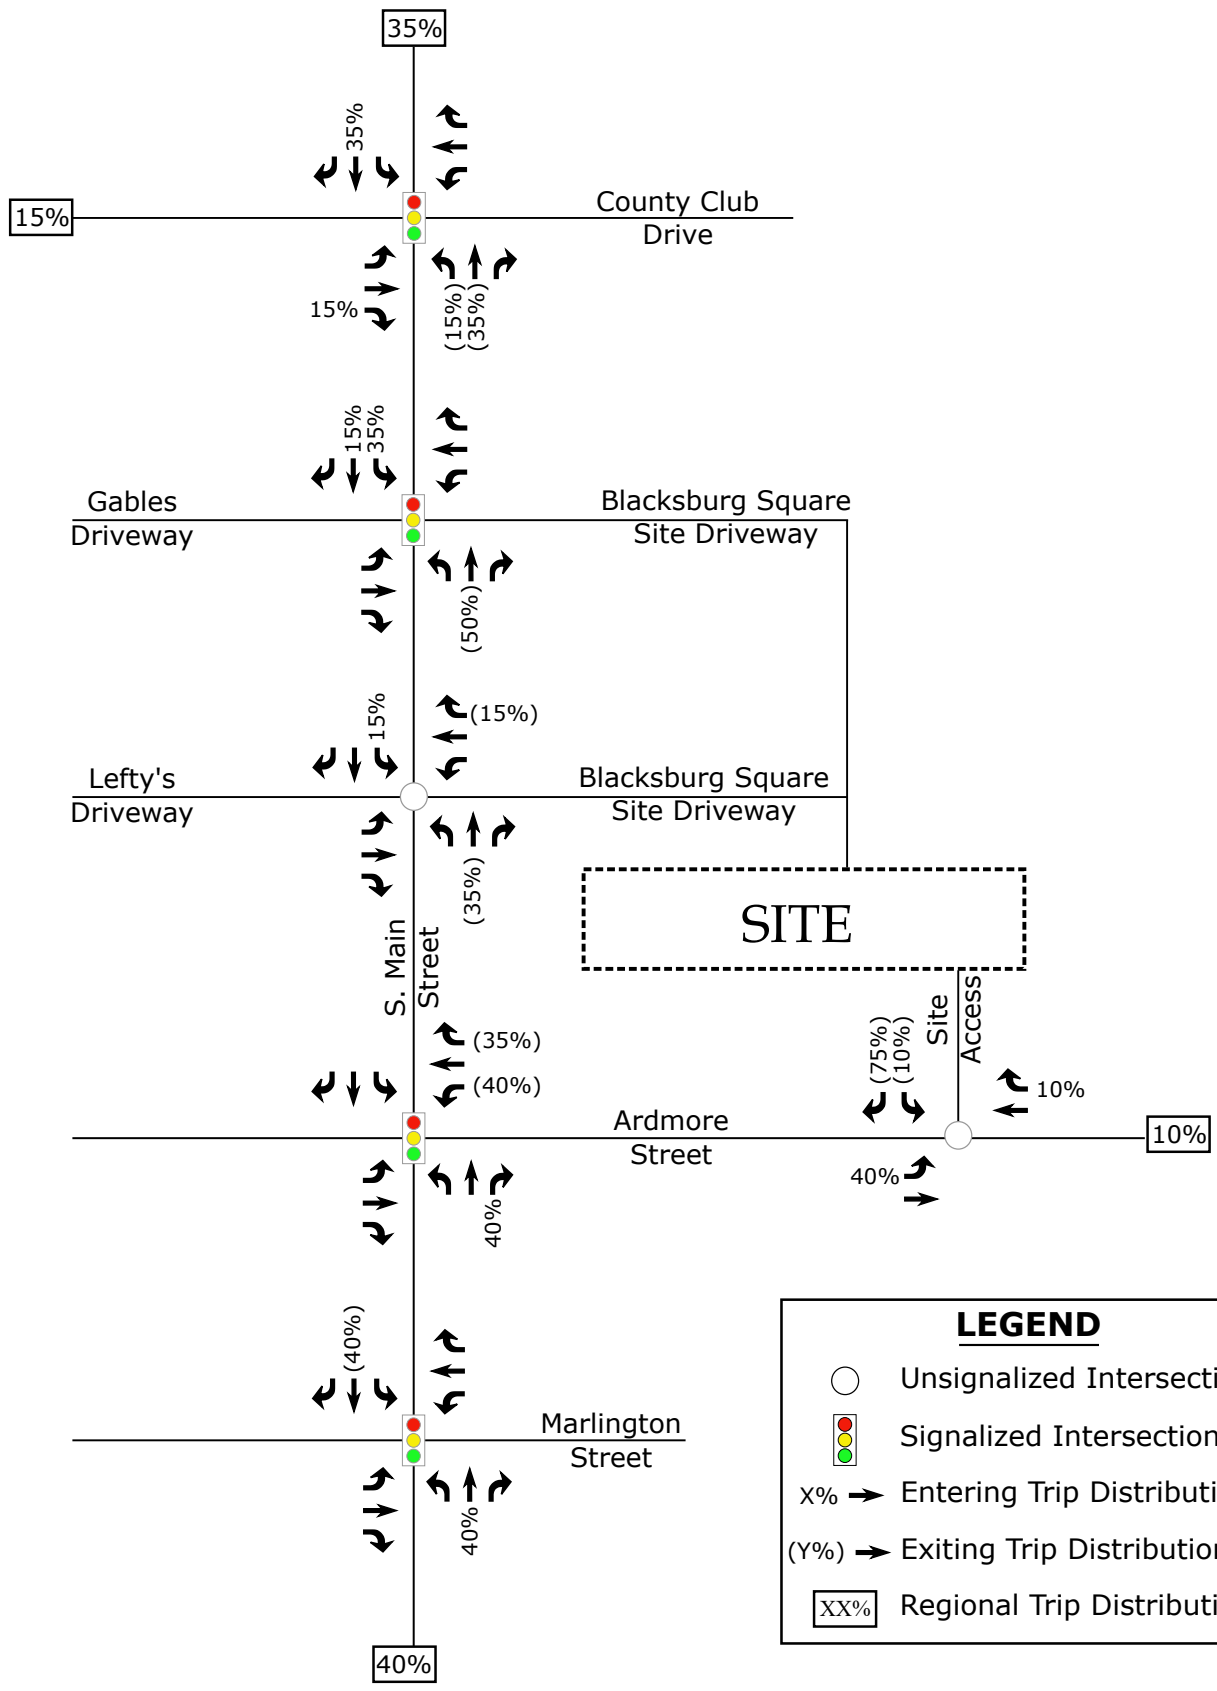 35%
35%
15%
County Club
Drive
15%
(15%)
(35%)
15%
35%
Gables
Driveway
Blacksburg Square
Site Driveway
(50%)
15%
(15%)
Lefty's
Driveway
Blacksburg Square
Site Driveway
(35%)
SITE
S. Main
Street
Site
Access
(35%)
(40%)
(75%)
(10%)
10%
Ardmore
Street
10%
40%
40%
(40%)
Marlington
Street
40%
40%
LEGEND
Unsignalized Intersecti
Signalized Intersection
X% Entering Trip Distributi
(Y%) Exiting Trip Distribution
XX% Regional Trip Distributi